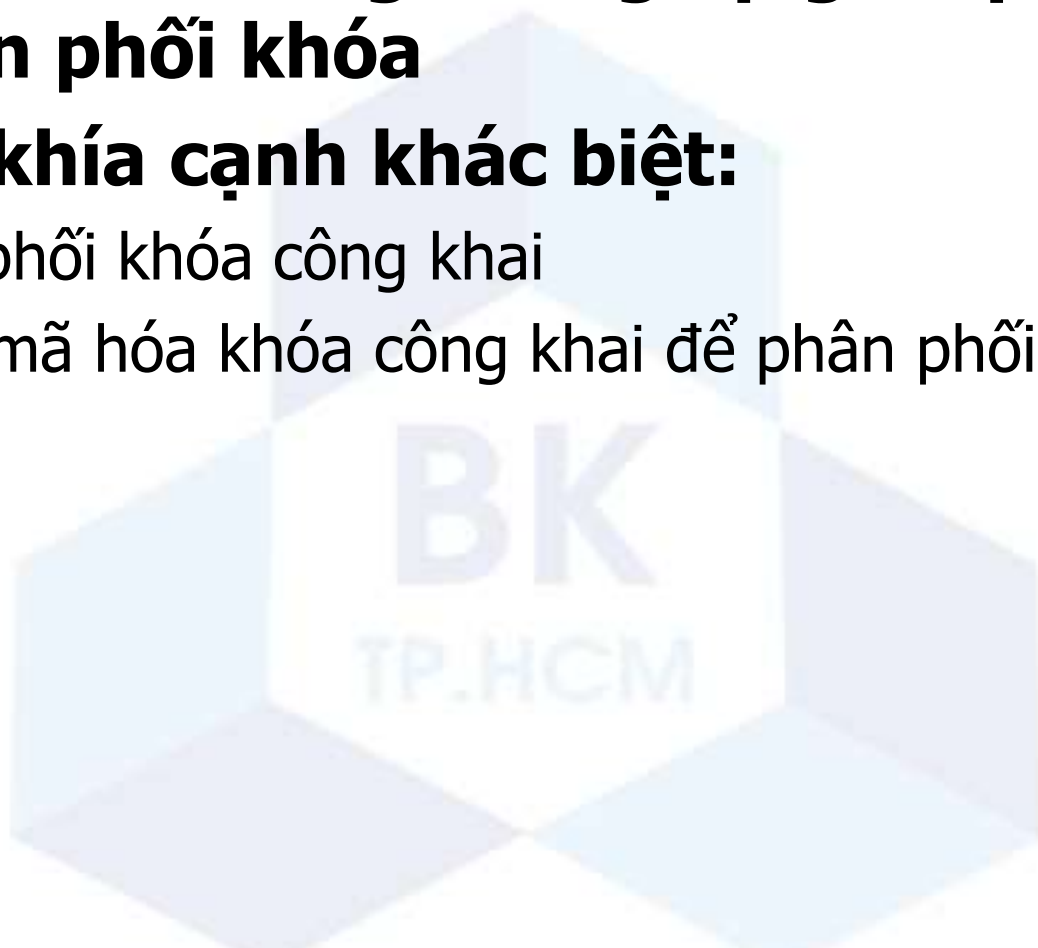 n phối khóa
khía cạnh khác biệt:
phối khóa công khai
mã hóa khóa công khai để phân phối
BK
TP.HCM